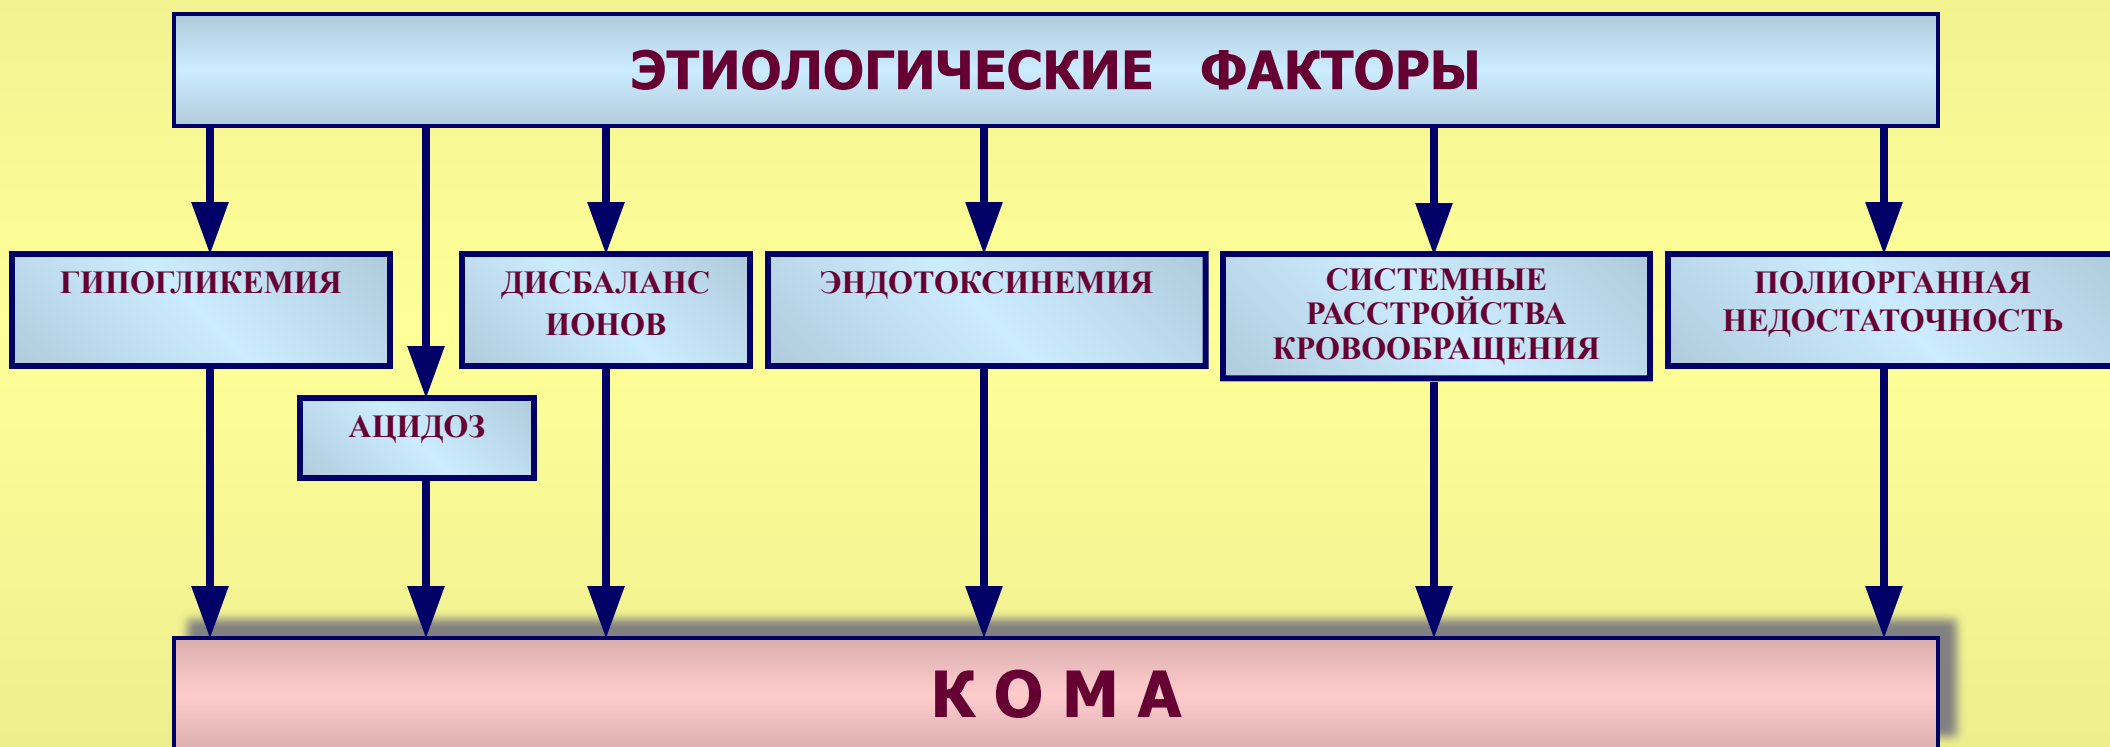 ЭТИОЛОГИЧЕСКИЕ ФАКТОРЫ
ГИПОГЛИКЕМИЯ
АЦИДОЗ
ДИСБАЛАНС
ИОНОВ
ЭНДОТОКСИНЕМИЯ
СИСТЕМНЫЕ
РАССТРОЙСТВА
КРОВООБРАЩЕНИЯ
ПОЛИОРГАННАЯ
НЕДОСТАТОЧНОСТЬ
К О М А